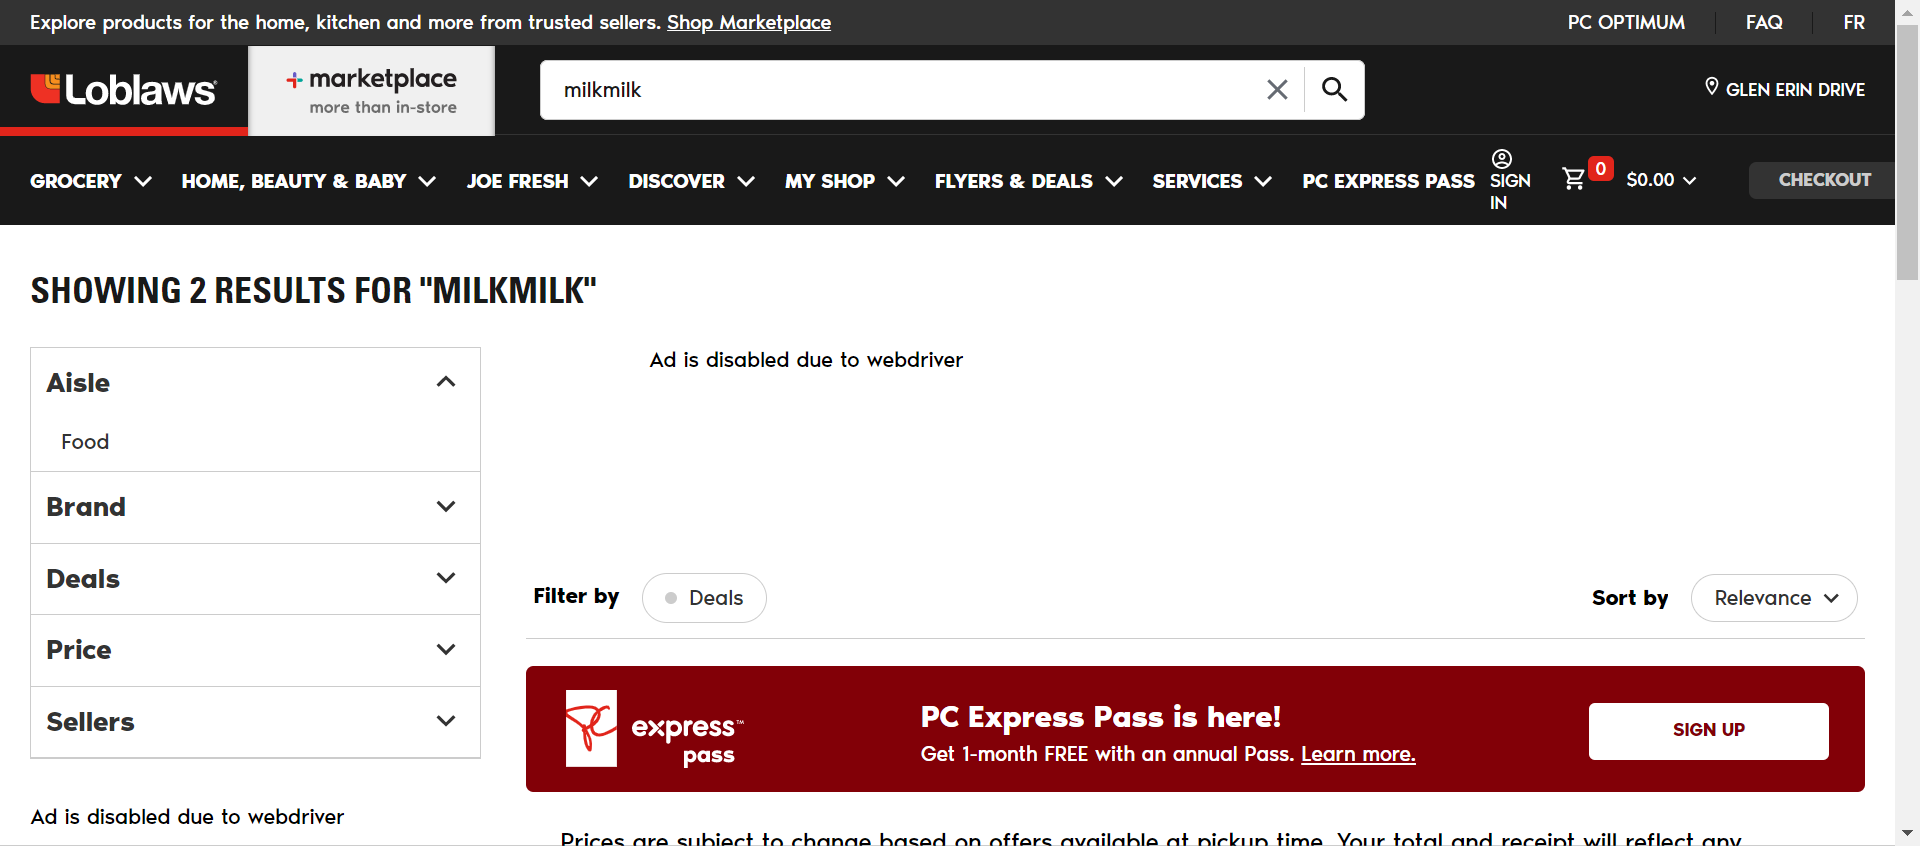 Explore products for the home, kitchen and more from trusted sellers. Shop Marketplace
PC OPTIMUM
FAQ
FR
Loblaws
marketplace
more than in-store
milkmilk
GLEN ERIN DRIVE
GROCERY
HOME, BEAUTY & BABY
JOE FRESH
DISCOVER
MY SHOP
FLYERS & DEALS
SERVICES
PC EXPRESS PASS
SIGN
IN
0
$0.00
CHECKOUT
SHOWING 2 RESULTS FOR "MILKMILK"
Aisle
Food
Brand
Deals
Price
Sellers
Ad is disabled due to webdriver
Ad is disabled due to webdriver
Filter by
Deals
Sort by
Relevance
PC
express™
pass
PC Express Pass is here!
Get 1-month FREE with an annual Pass. Learn more.
SIGN UP
Prices are subject to change based on offers available at pickup time. Your total and receipt will reflect any